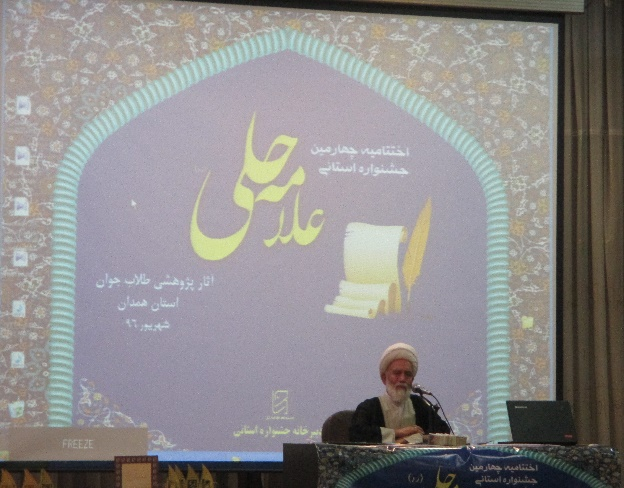 اختتامیه چهارمین
جشنواره استانی
علامه حلی
آثار پژوهشی طلاب جوان
استان همدان
شهریور ۹۶
دبیرخانه جشنواره استانی
FREEZE
اختتامیه چهارمین
جشنواره استانی